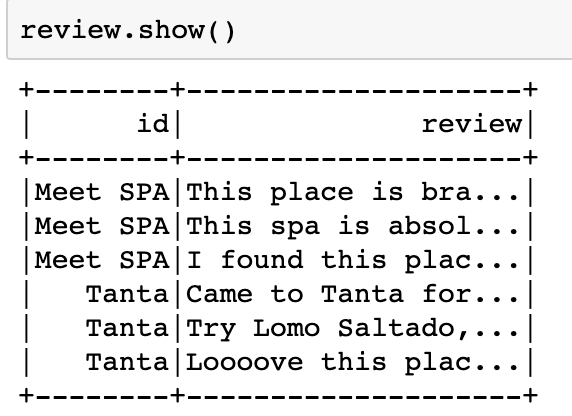 review.show()
+--------+--------------------+
|      id|              review|
+--------+--------------------+
|Meet SPA|This place is bra...|
|Meet SPA|This spa is absol...|
|Meet SPA|I found this plac...|
|   Tanta|Came to Tanta for...|
|   Tanta|Try Lomo Saltado,...|
|   Tanta|Loooove this plac...|
+--------+--------------------+